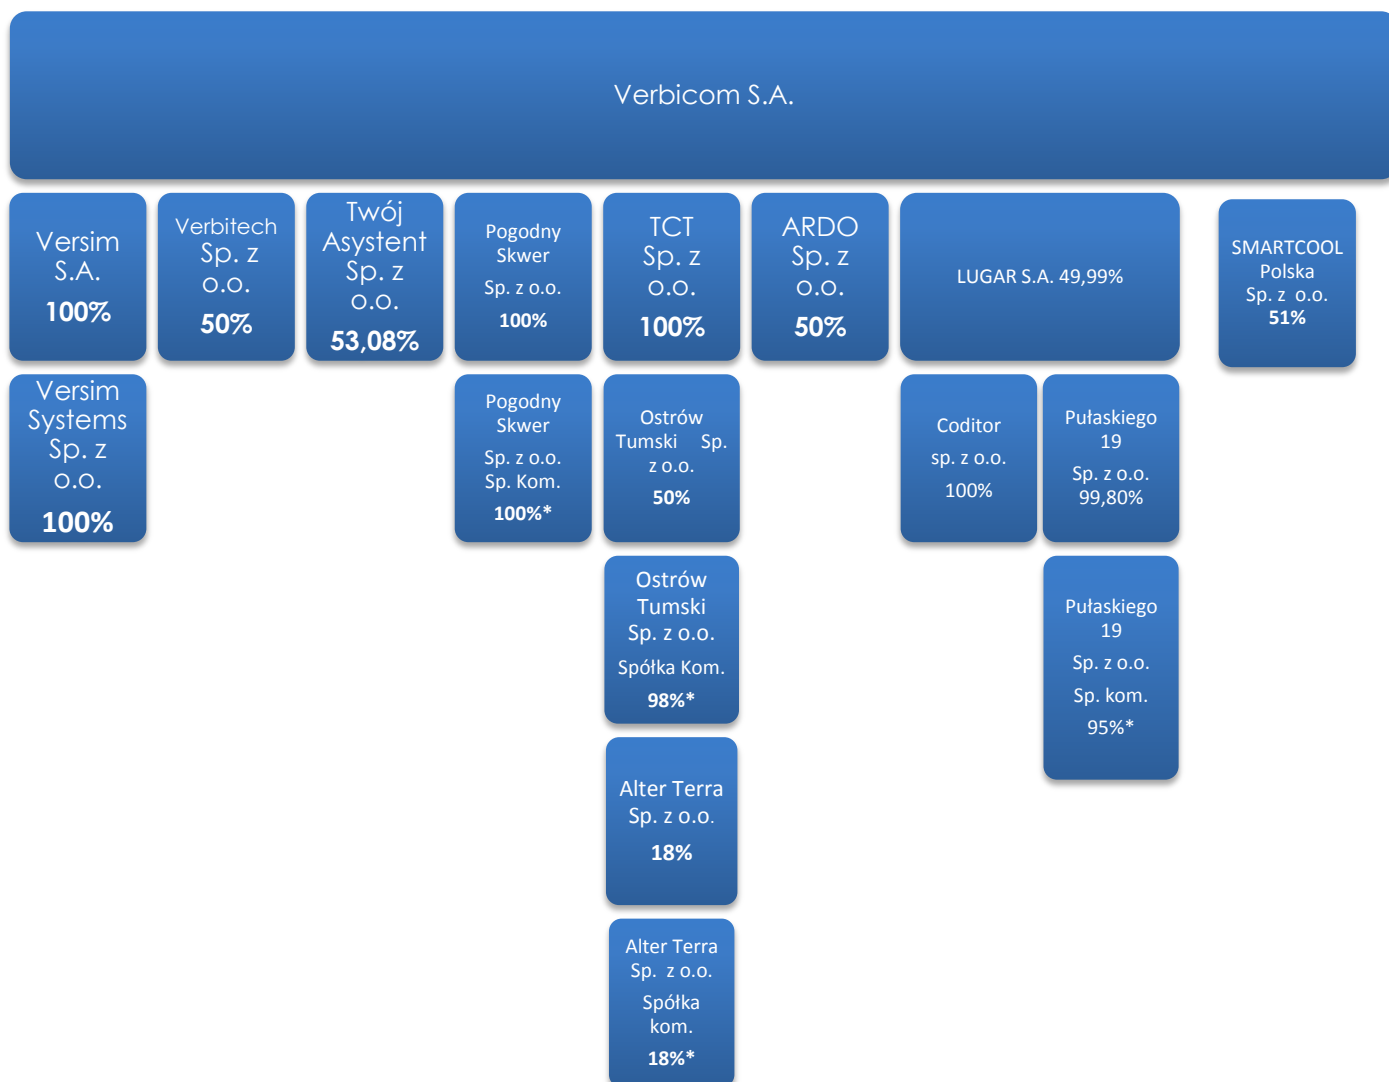 Verbicom S.A.
Versim
S.A.
100%
Verbitech
Sp. z
o.o.
50%
Twój
Asystent
Sp. z
o.o.
53,08%
Pogodny
Skwer
Sp. z o.o.
100%
TCT
Sp. z
o.o.
100%
ARDO
Sp. z
o.o.
50%
LUGAR S.A. 49,99%
SMARTCOOL
Polska
Sp. z o.o.
51%
Versim
Systems
Sp. z
o.o.
100%
Pogodny
Skwer
Sp. z o.o.
Sp. Kom.
100%*
Ostrów
Tumski Sp.
z o.o.
50%
Coditor
sp. z o.o.
100%
Pułaskiego
19
Sp. z o.o.
99,80%
Ostrów
Tumski
Sp. z o.o.
Spółka Kom.
98%*
Pułaskiego
19
Sp. z o.o.
Sp. kom.
95%*
Alter Terra
Sp. z o.o.
18%
Alter Terra
Sp. z o.o.
Spółka
kom.
18%*